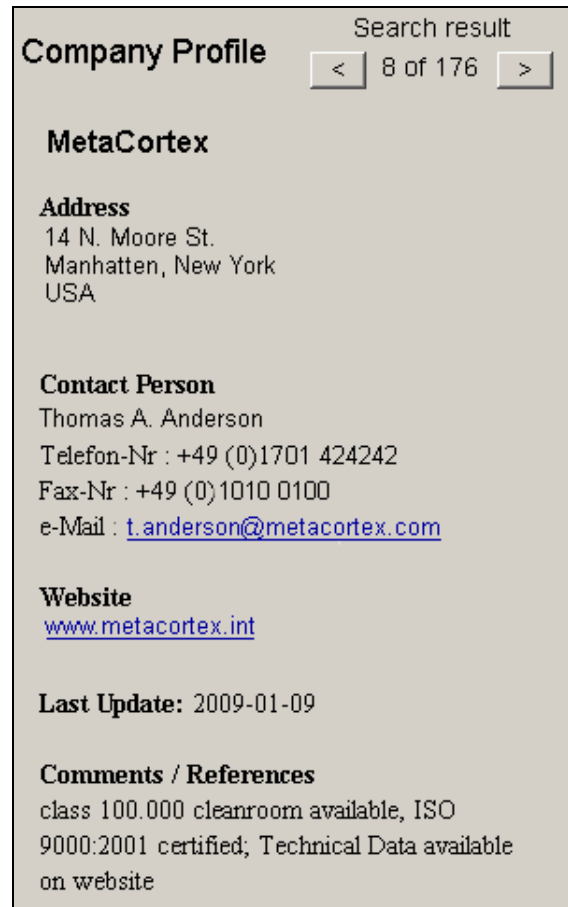 Company Profile
Search result
< 8 of 176 >
MetaCortex
Address
14 N. Moore St.
Manhatten, New York
USA
Contact Person
Thomas A. Anderson
Telefon-Nr : +49 (0)1701 424242
Fax-Nr : +49 (0)1010 0100
e-Mail : t.anderson@metacortex.com
Website
www.metacortex.int
Last Update: 2009-01-09
Comments / References
class 100.000 cleanroom available, ISO
9000:2001 certified; Technical Data available
on website